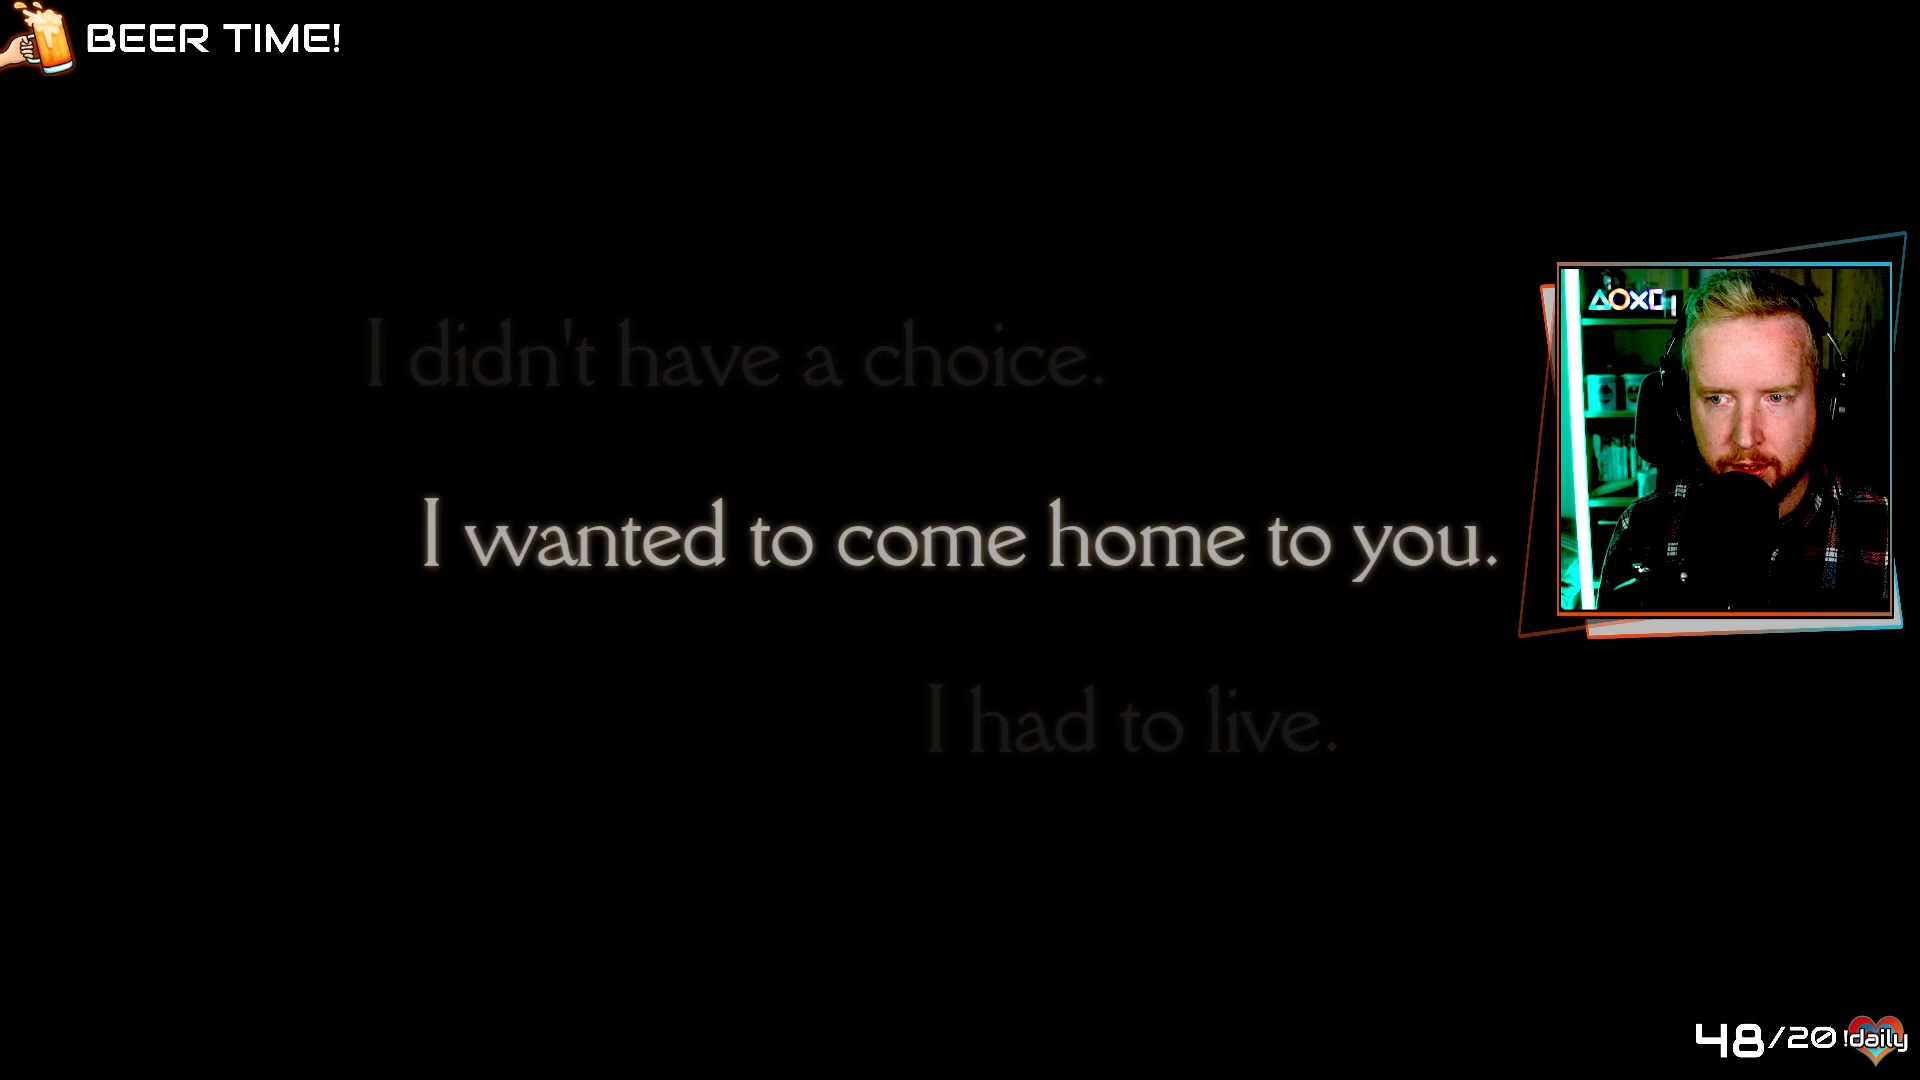 BEER TIME!
I didn't have a choice.
I wanted to come home to you.
I had to live.
48/20 !daily